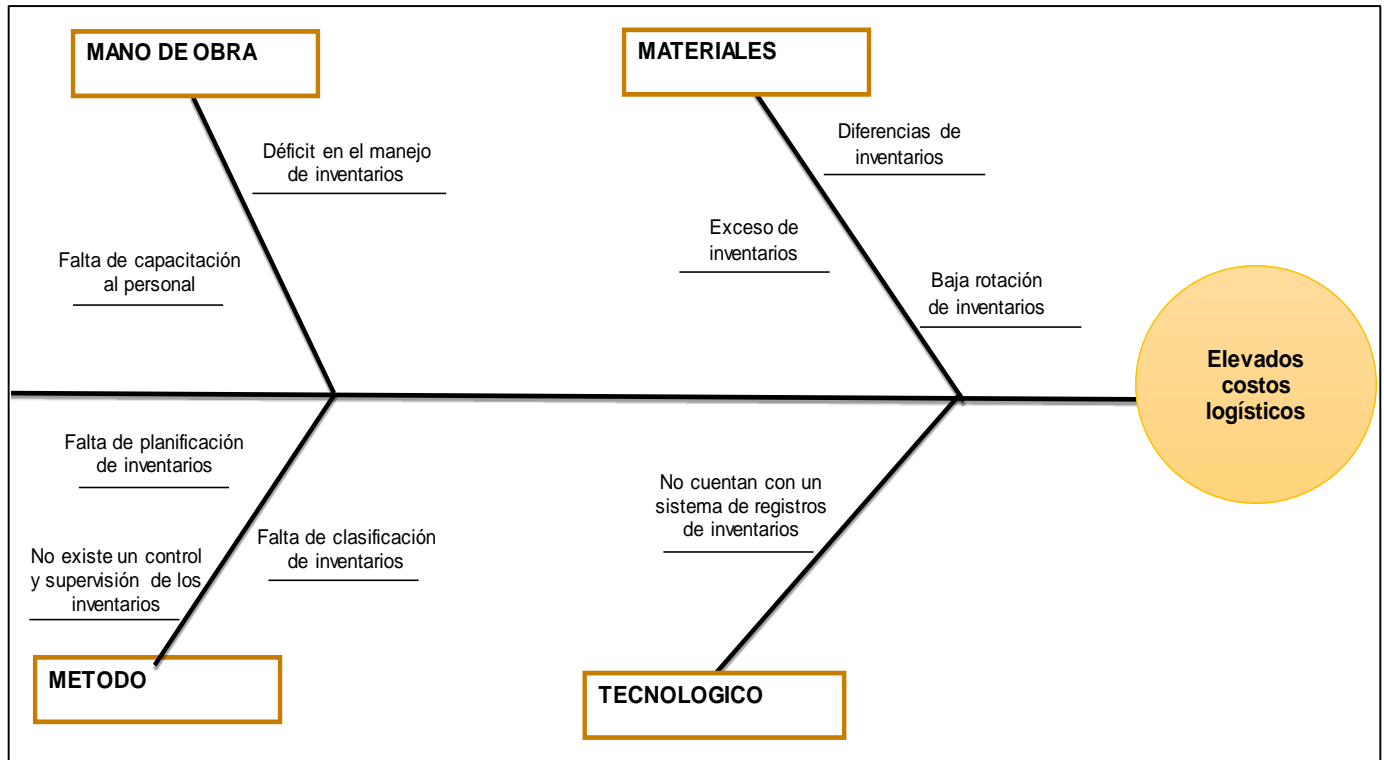 MANO DE OBRA
MATERIALES
Déficit en el manejo
de inventarios
Falta de capacitación
al personal
Diferencias de
inventarios
Exceso de
inventarios
Baja rotación
de inventarios
Elevados
costos
logísticos
Falta de planificación
de inventarios
No existe un control
y supervisión de los
inventarios
Falta de clasificación
de inventarios
No cuentan con un
sistema de registros
de inventarios
METODO
TECNOLOGICO